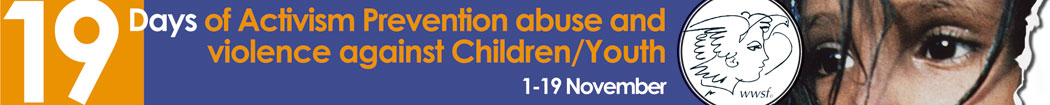 19 Days of Activism Prevention abuse and
violence against Children/Youth
1-19 November
wwsf©